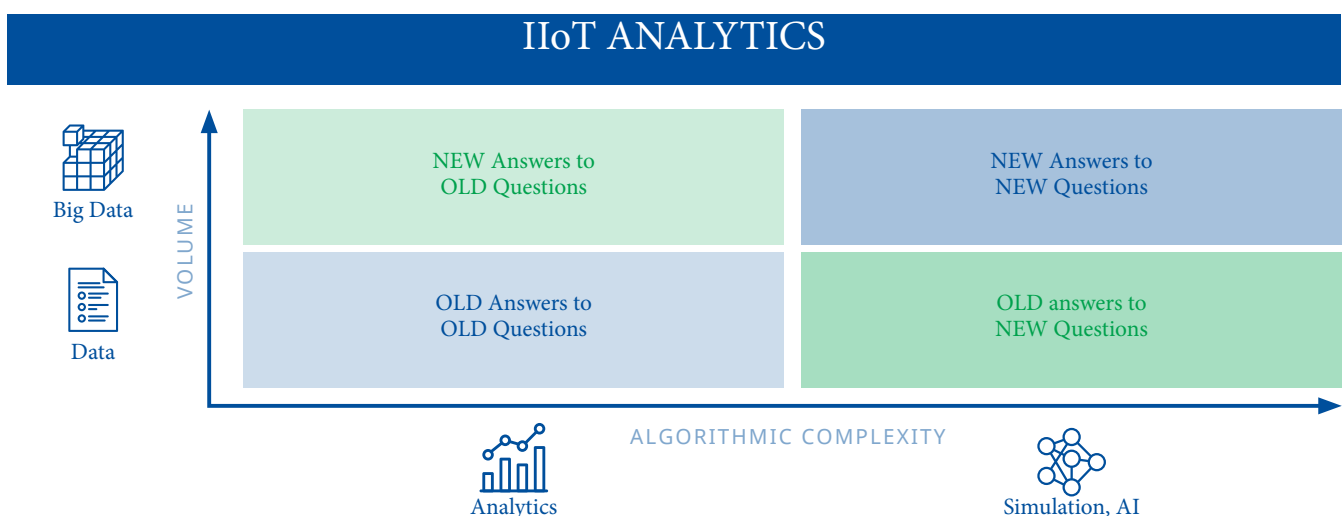 IIoT ANALYTICS
Big Data
VOLUME
NEW Answers to
OLD Questions
NEW Answers to
NEW Questions
Data
OLD Answers to
OLD Questions
OLD answers to
NEW Questions
ALGORITHMIC COMPLEXITY
Analytics
Simulation, AI